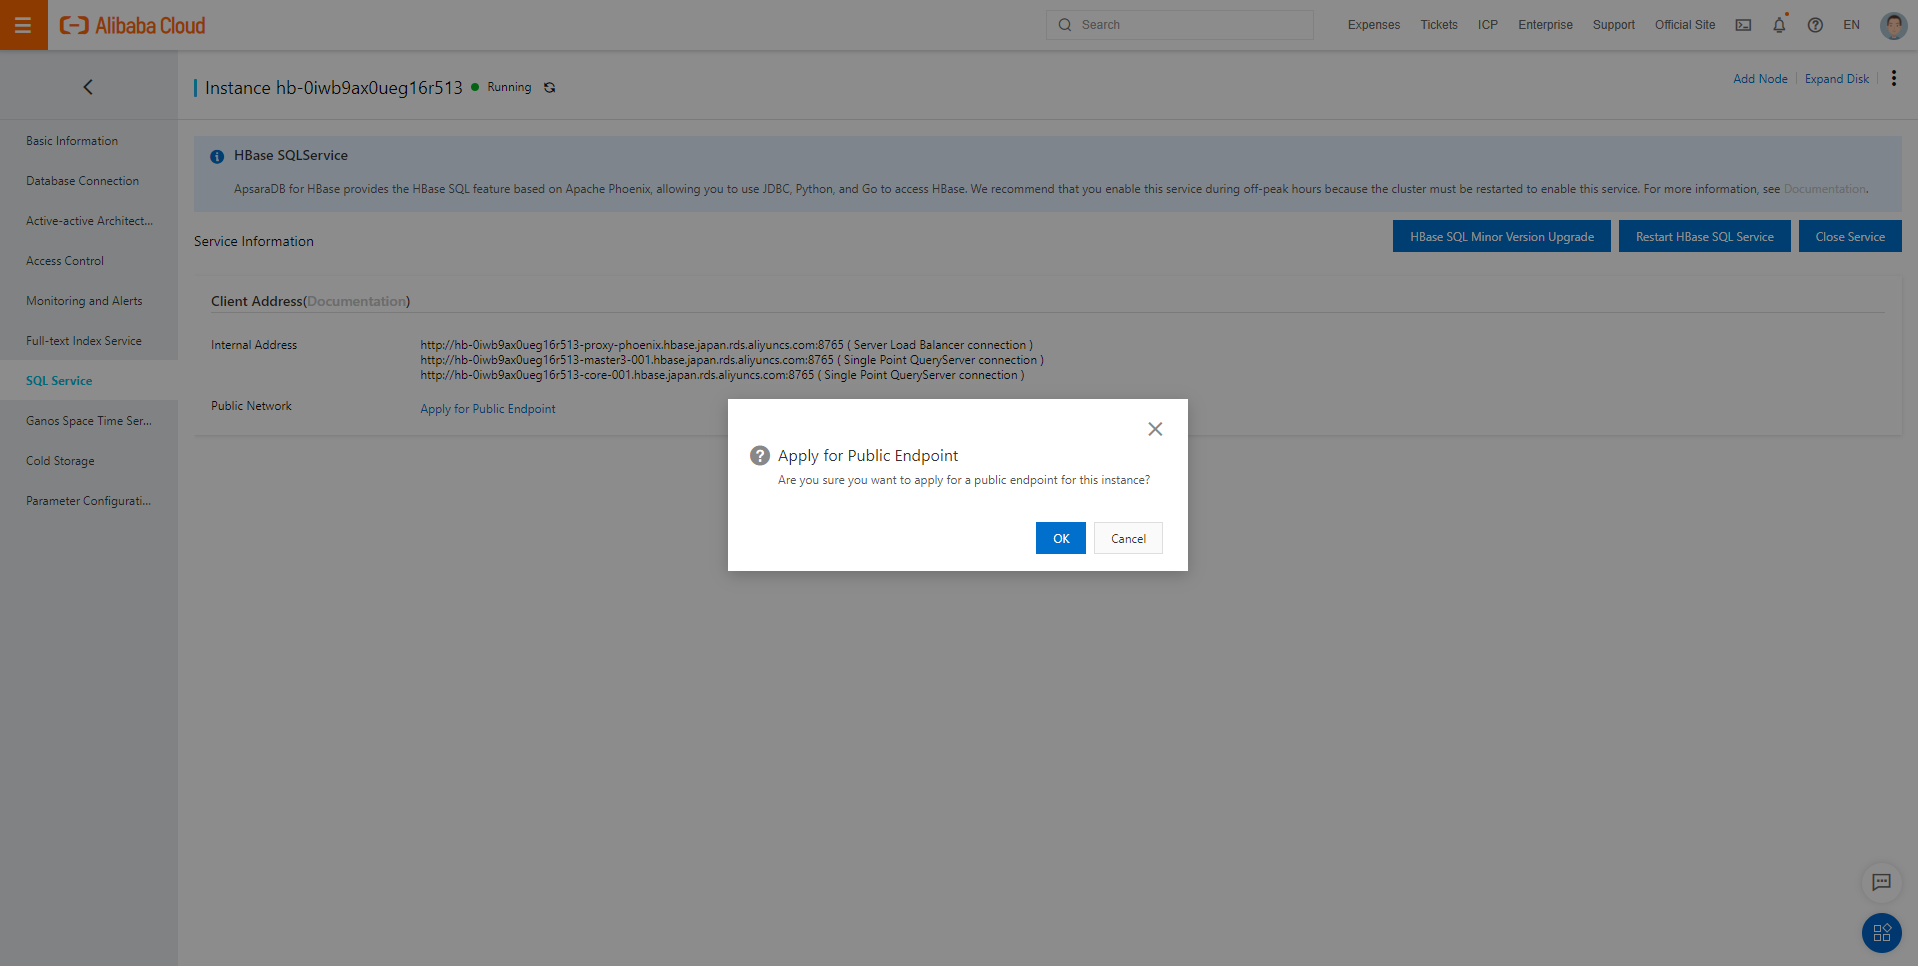 Alibaba Cloud
Search
Expenses
Tickets
ICP
Enterprise
Support
Official Site
EN
Instance hb-0iwb9ax0ueg16r513
Running
Add Node
Expand Disk
Basic Information
Database Connection
Active-active Architect...
Access Control
Monitoring and Alerts
Full-text Index Service
SQL Service
Ganos Space Time Ser...
Cold Storage
Parameter Configurati...
HBase SQLService
ApsaraDB for HBase provides the HBase SQL feature based on Apache Phoenix, allowing you to use JDBC, Python, and Go to access HBase. We recommend that you enable this service during off-peak hours because the cluster must be restarted to enable this service. For more information, see Documentation.
Service Information
HBase SQL Minor Version Upgrade
Restart HBase SQL Service
Close Service
Client Address(Documentation)
Internal Address
http://hb-0iwb9ax0ueg16r513-proxy-phoenix.hbase.japan.rds.aliyuncs.com:8765 ( Server Load Balancer connection )
http://hb-0iwb9ax0ueg16r513-master3-001.hbase.japan.rds.aliyuncs.com:8765 ( Single Point QueryServer connection )
http://hb-0iwb9ax0ueg16r513-core-001.hbase.japan.rds.aliyuncs.com:8765 ( Single Point QueryServer connection )
Public Network
Apply for Public Endpoint
Apply for Public Endpoint
Are you sure you want to apply for a public endpoint for this instance?
OK
Cancel